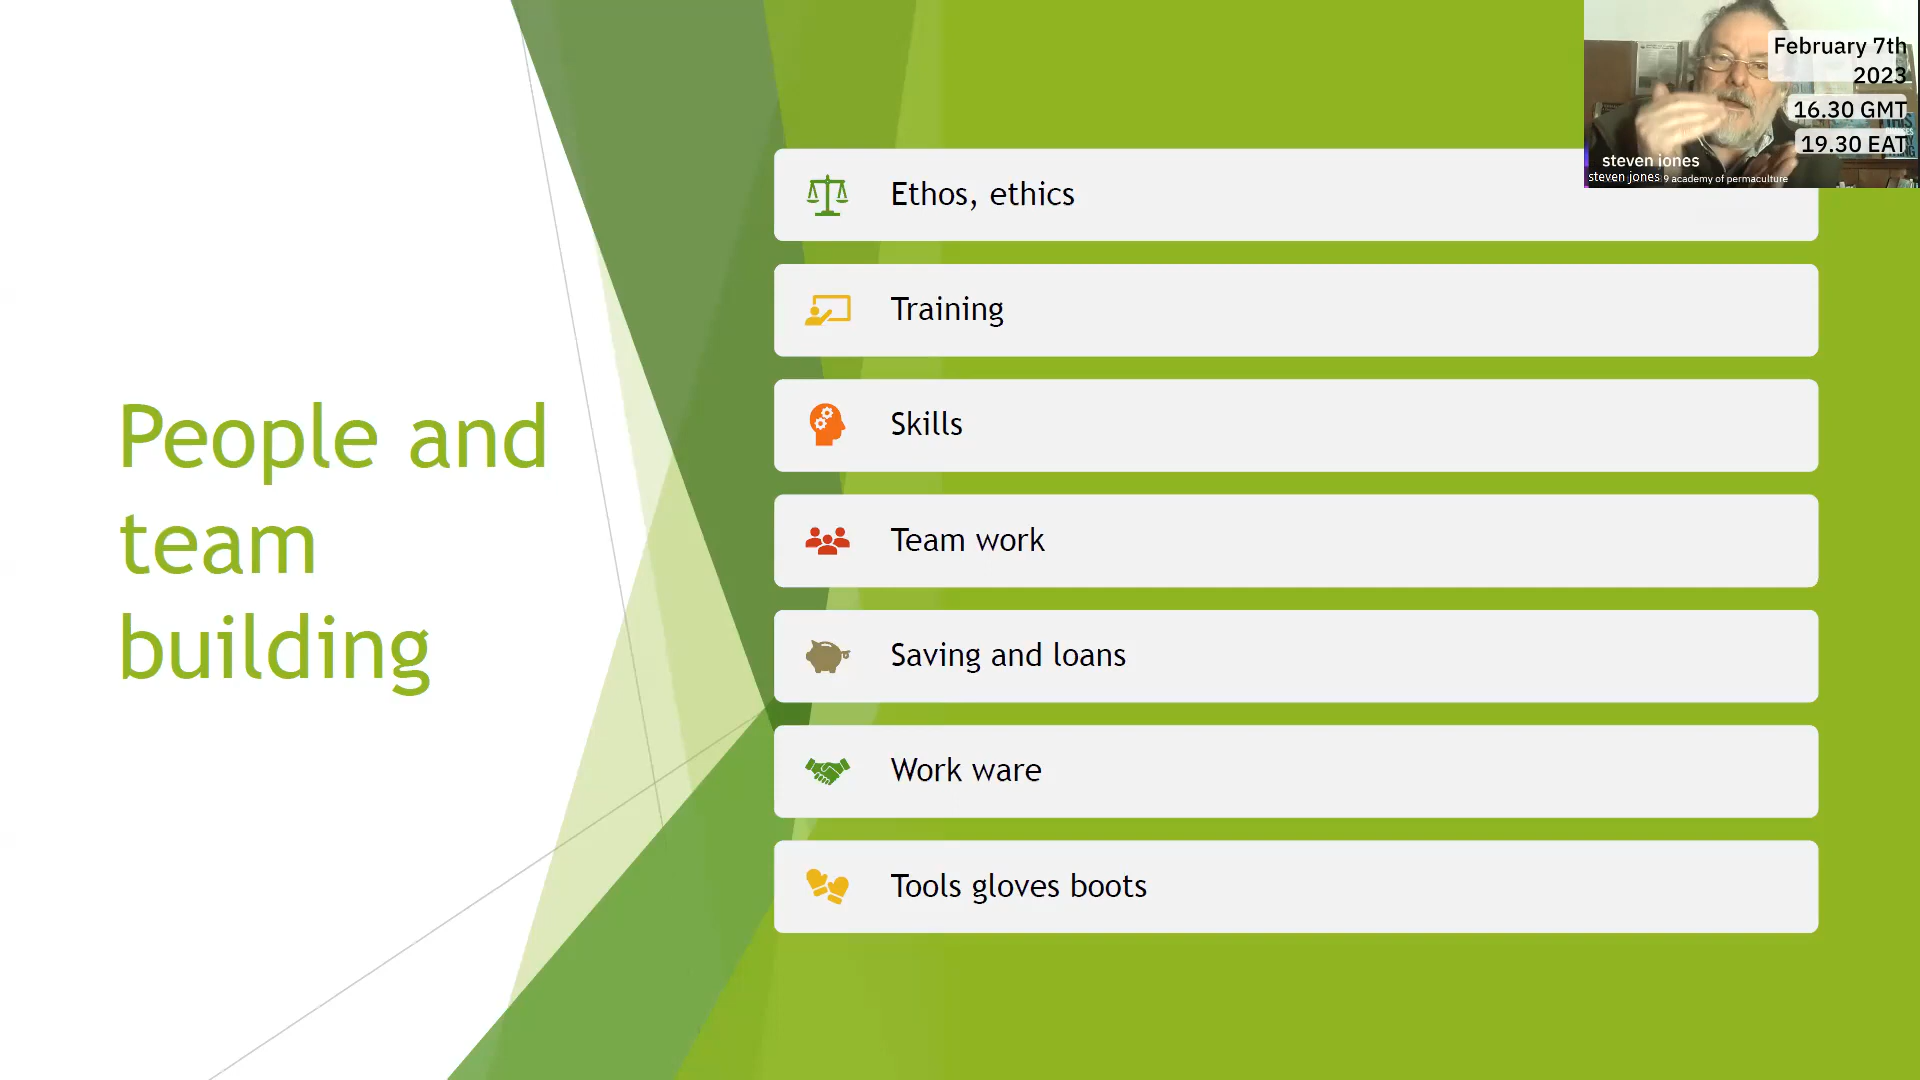 People and
team
building
Ethos, ethics
Training
Skills
Team work
Saving and loans
Work ware
Tools gloves boots
February 7th
2023
16.30 GMT
19.30 EAT
steven jones
steven jones 9 academy of permaculture